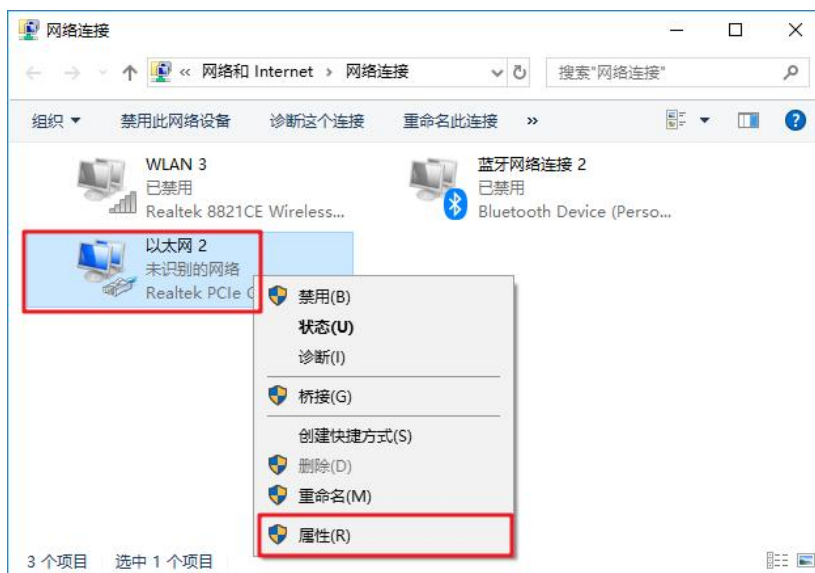 网络连接
« 网络和 Internet › 网络连接
搜索"网络连接"
组织 禁用此网络设备 诊断这个连接 重命名此连接 »
WLAN 3
已禁用
Realtek 8821CE Wireless...
蓝牙网络连接 2
已禁用
Bluetooth Device (Perso...
以太网 2
未识别的网络
Realtek PCIe
禁用(B)
状态(U)
诊断(I)
桥接(G)
创建快捷方式(S)
删除(D)
重命名(M)
属性(R)
3 个项目 选中 1 个项目